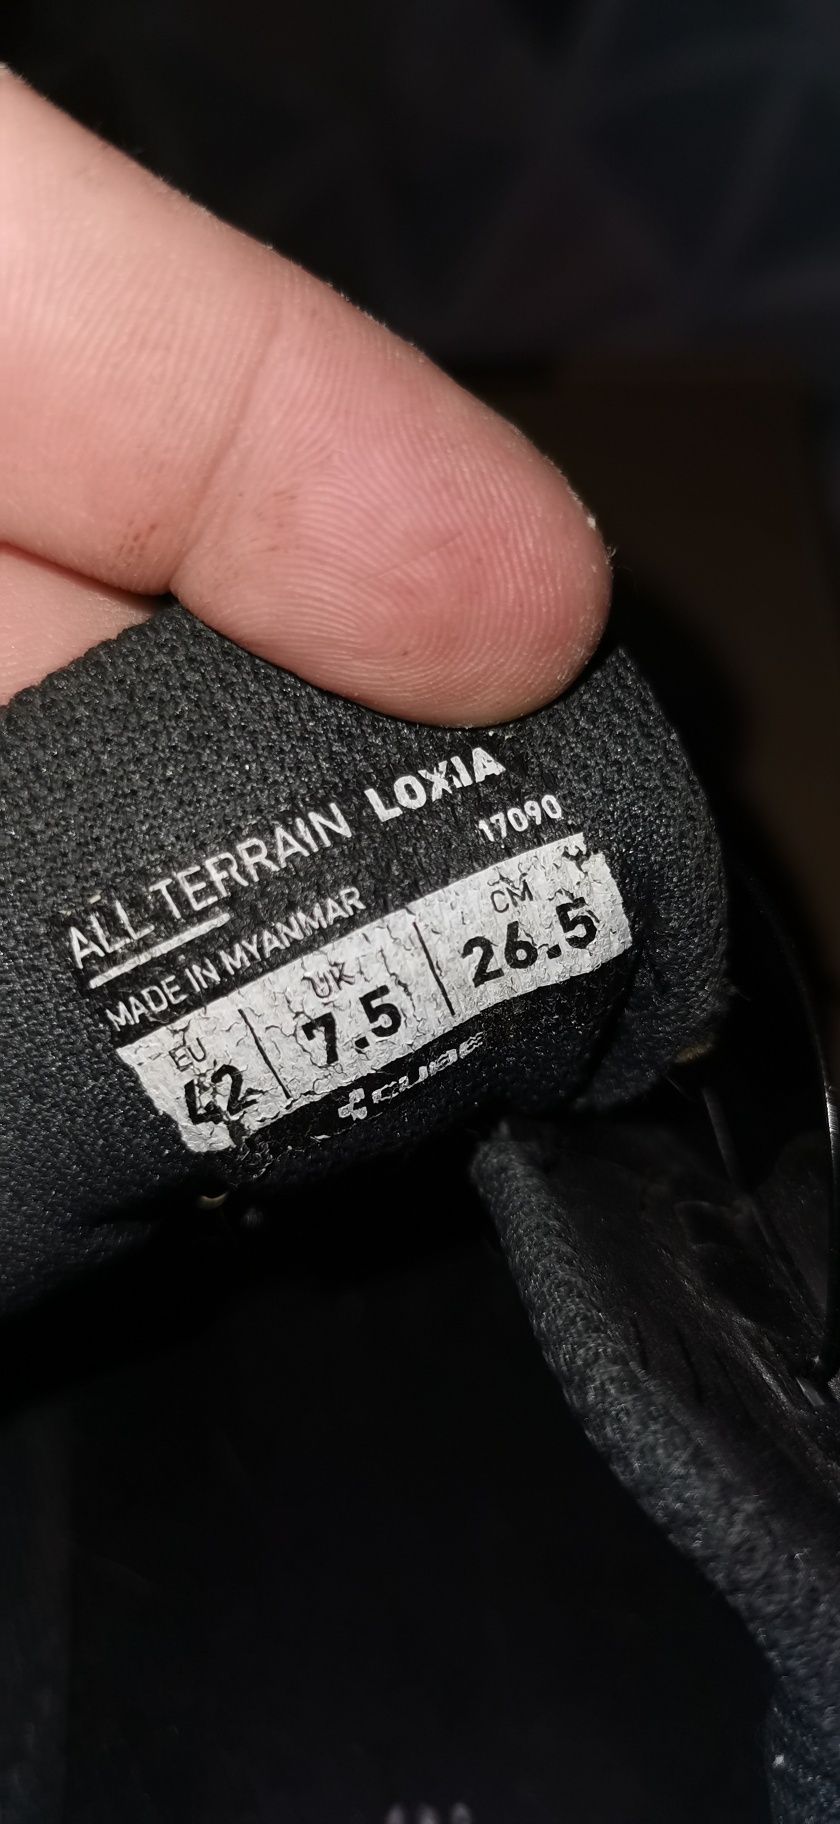 ALL TERRAIN LOXIA
17090
MADE IN MYANMAR
EU UK CM
42 7.5 26.5
CUBE